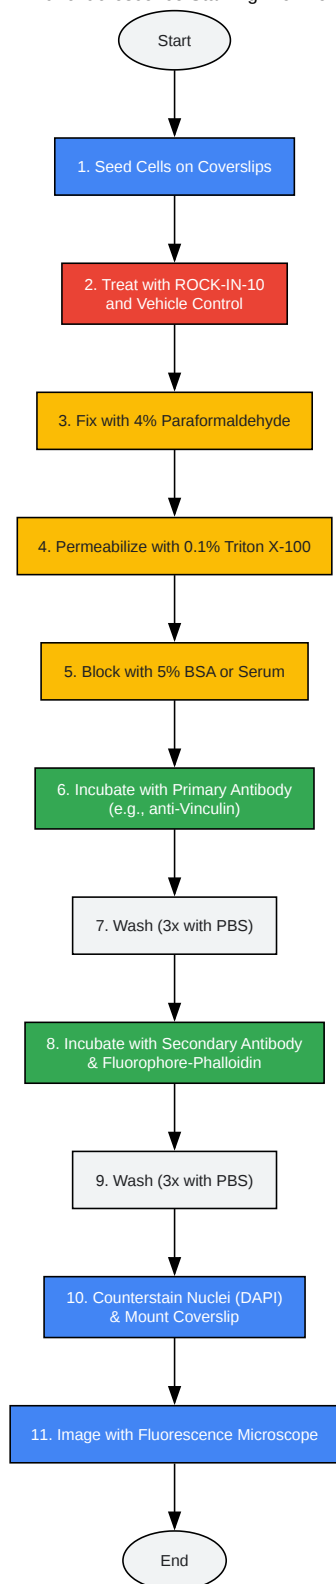 Start
1. Seed Cells on Coverslips
2. Treat with ROCK-IN-10
and Vehicle Control
3. Fix with 4% Paraformaldehyde
4. Permeabilize with 0.1% Triton X-100
5. Block with 5% BSA or Serum
6. Incubate with Primary Antibody
(e.g., anti-Vinculin)
7. Wash (3x with PBS)
8. Incubate with Secondary Antibody
& Fluorophore-Phalloidin
9. Wash (3x with PBS)
10. Counterstain Nuclei (DAPI)
& Mount Coverslip
11. Image with Fluorescence Microscope
End